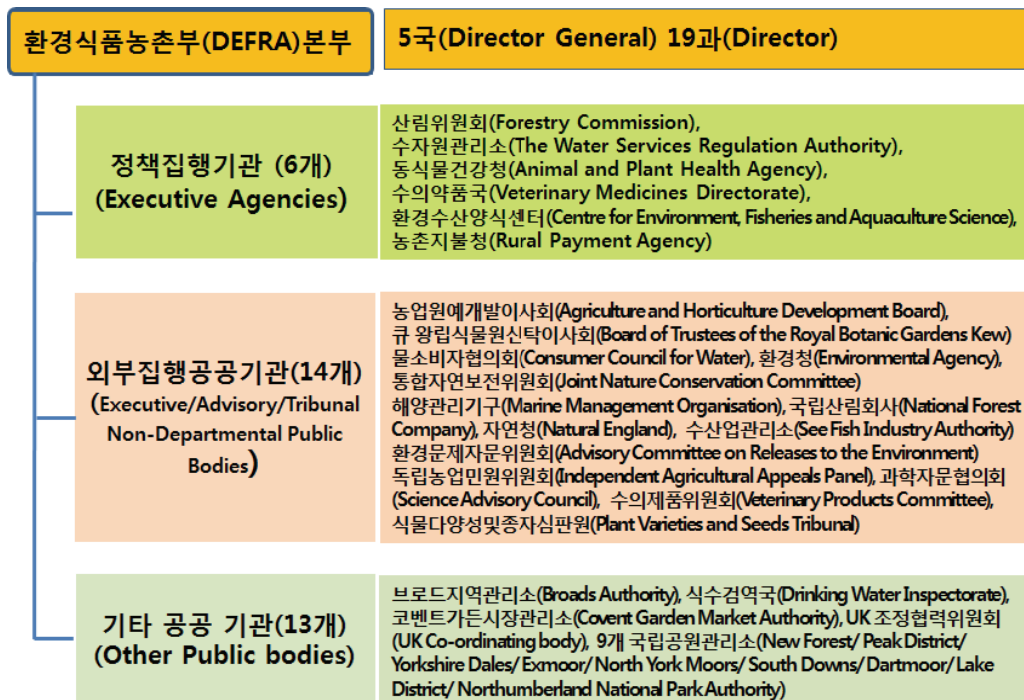 환경식품농촌부(DEFRA)본부
5국(Director General) 19과(Director)
정책집행기관 (6개)
(Executive Agencies)
산림위원회(Forestry Commission),
수자원관리소(The Water Services Regulation Authority),
동식물건강청(Animal and Plant Health Agency),
수의약품국(Veterinary Medicines Directorate),
환경수산양식센터(Centre for Environment, Fisheries and Aquaculture Science),
농촌지불청(Rural Payment Agency)
외부집행공공기관(14개)
(Executive/Advisory/Tribunal
Non-Departmental Public
Bodies)
농업원예개발이사회(Agriculture and Horticulture Development Board),
큐 왕립식물원신탁이사회(Board of Trustees of the Royal Botanic Gardens Kew)
물소비자협의회(Consumer Council for Water), 환경청(Environmental Agency),
통합자연보전위원회(Joint Nature Conservation Committee)
해양관리기구(Marine Management Organisation), 국립산림회사(National Forest
Company), 자연청(Natural England), 수산업관리소(See Fish Industry Authority)
환경문제자문위원회(Advisory Committee on Releases to the Environment)
독립농업민원위원회(Independent Agricultural Appeals Panel), 과학자문협의회
(Science Advisory Council), 수의제품위원회(Veterinary Products Committee),
식물다양성및종자심판원(Plant Varieties and Seeds Tribunal)
기타 공공 기관(13개)
(Other Public bodies)
브로드지역관리소(Broads Authority), 식수검역국(Drinking Water Inspectorate),
코벤트가든시장관리소(Covent Garden Market Authority), UK 조정협력위원회
(UK Co-ordinating body), 9개 국립공원관리소(New Forest/ Peak District/
Yorkshire Dales/ Exmoor/ North York Moors/ South Downs/ Dartmoor/ Lake
District/ Northumberland National Park Authority)